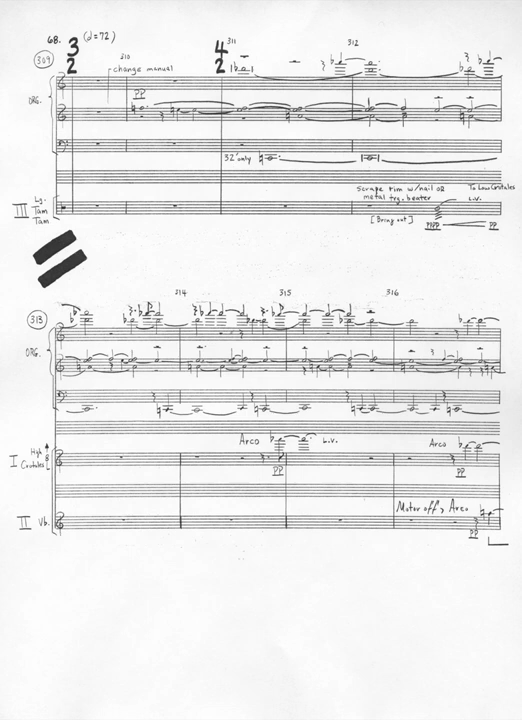 68. 3/2 (𝅗𝅥=72)
309 310 4/2 311 312
change manual
ORG. PP
32' only
scrape rim w/nail OR To Low Crotales
III Lg. Tam Tam metal trg. beater L.V.
[Bring out] PPPP PP
313 314 315 316
P P
ORG.
Arco L.V. Arco
I High Crotales 8
PP PP
Motor off, Arco
II Vb.
PP